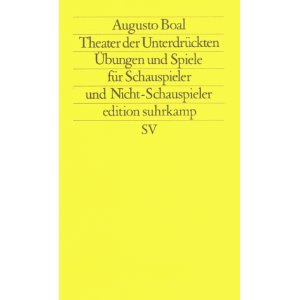 Augusto Boal
Theater der Unterdrückten
Übungen und Spiele
für Schauspieler
und Nicht-Schauspieler
edition suhrkamp
SV